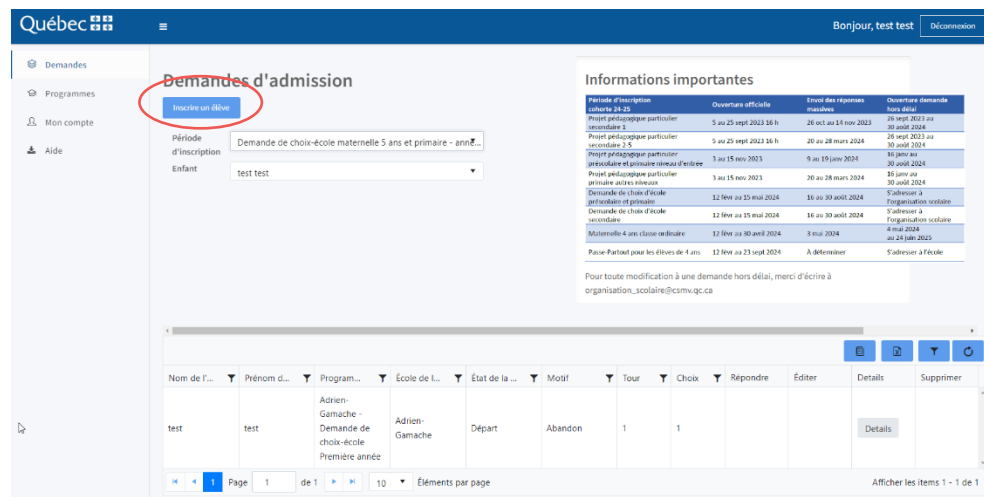 Québec
Bonjour, test test
Déconnexion
Demandes
Programmes
Mon compte
Aide
Demandes d'admission
Inscrire un élève
Période d'inscription
Demande de choix-école maternelle 5 ans et primaire - anné...
Enfant
test test
Informations importantes
Période d'inscription cohorte 24-25 Ouverture officielle Envoi des réponses massives Ouverture demande hors délai
Projet pédagogique particulier secondaire 1 5 au 25 sept 2023 16 h 26 oct au 14 nov 2023 26 sept 2023 au 30 août 2024
Projet pédagogique particulier secondaire 2-5 5 au 25 sept 2023 16 h 20 au 28 mars 2024 26 sept 2023 au 30 août 2024
Projet pédagogique particulier préscolaire et primaire niveau d'entrée 3 au 15 nov 2023 9 au 19 janv 2024 16 janv au 30 août 2024
Projet pédagogique particulier primaire autres niveaux 3 au 15 nov 2023 20 au 28 mars 2024 16 janv au 30 août 2024
Demande de choix d'école préscolaire et primaire 12 févr au 15 mai 2024 16 au 30 août 2024 S'adresser à l'organisation scolaire
Demande de choix d'école secondaire 12 févr au 15 mai 2024 16 au 30 août 2024 S'adresser à l'organisation scolaire
Maternelle 4 ans classe ordinaire 12 févr au 30 avril 2024 3 mai 2024 4 mai 2024 au 24 juin 2025
Passe-Partout pour les élèves de 4 ans 12 févr au 23 sept 2024 À déterminer S'adresser à l'école
Pour toute modification à une demande hors délai, merci d'écrire à
organisation_scolaire@csmv.qc.ca
Nom de l'... Prénom d... Program... École de l... État de la ... Motif Tour Choix Répondre Éditer Details Supprimer
test test Adrien-Gamache - Demande de choix-école Première année Adrien-Gamache Départ Abandon 1 1 Details
1 Page 1 de 1 10 Éléments par page Afficher les items 1 - 1 de 1